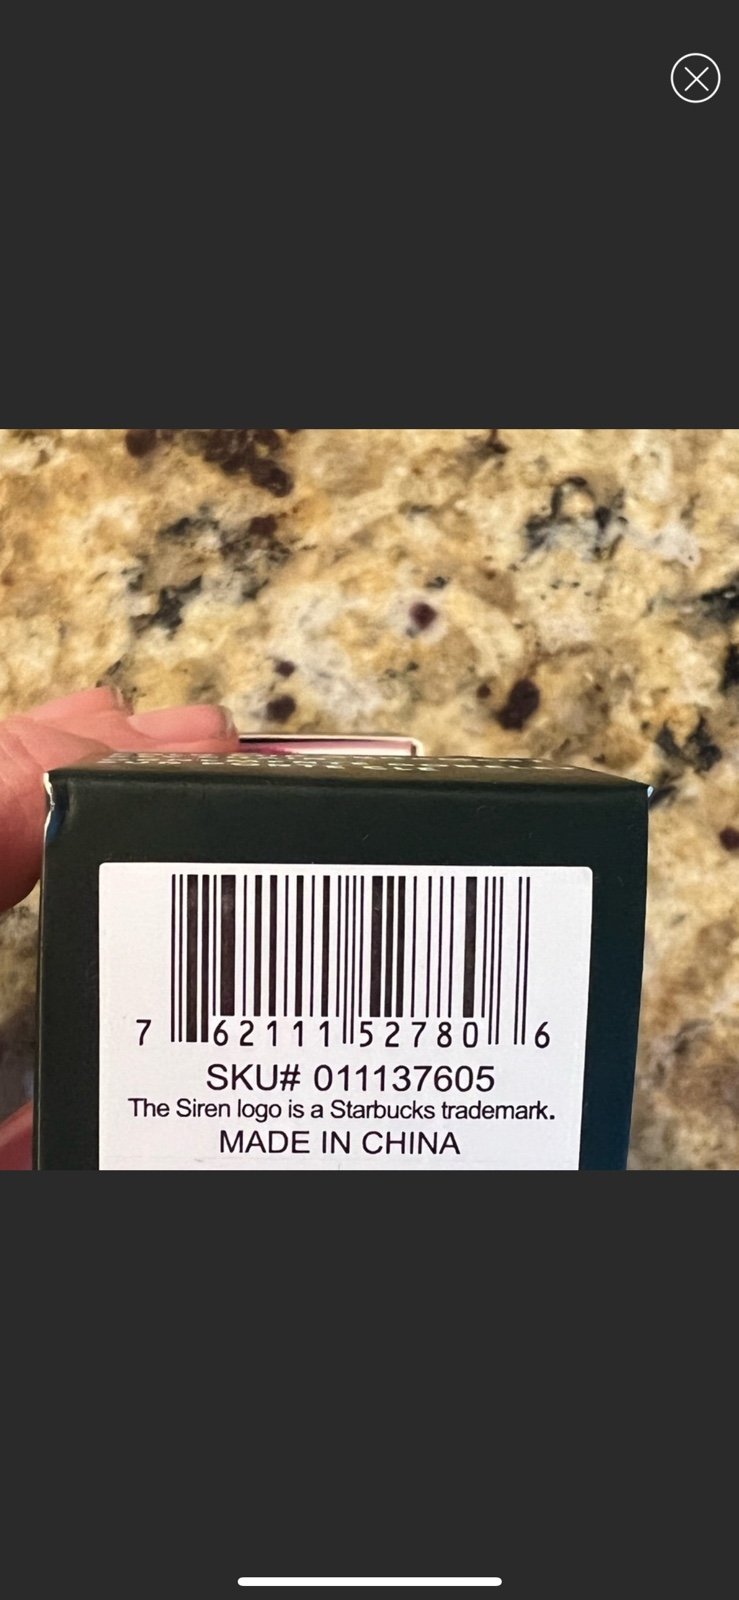 7 62111 52780 6
SKU# 011137605
The Siren logo is a Starbucks trademark.
MADE IN CHINA